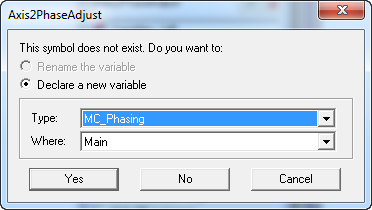 Axis2PhaseAdjust
This symbol does not exist. Do you want to:
Rename the variable
Declare a new variable
Type: MC_Phasing
Where: Main
Yes No Cancel